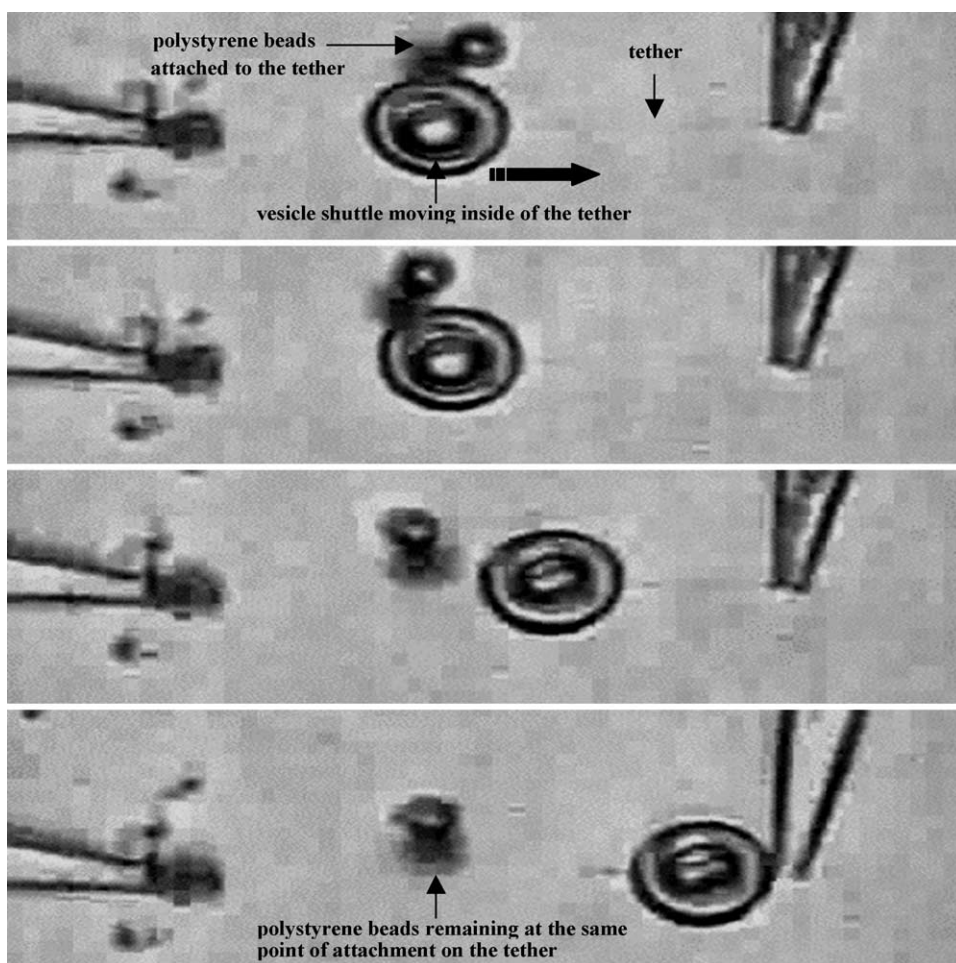 polystyrene beads
attached to the tether
tether
vesicle shuttle moving inside of the tether
polystyrene beads remaining at the same
point of attachment on the tether